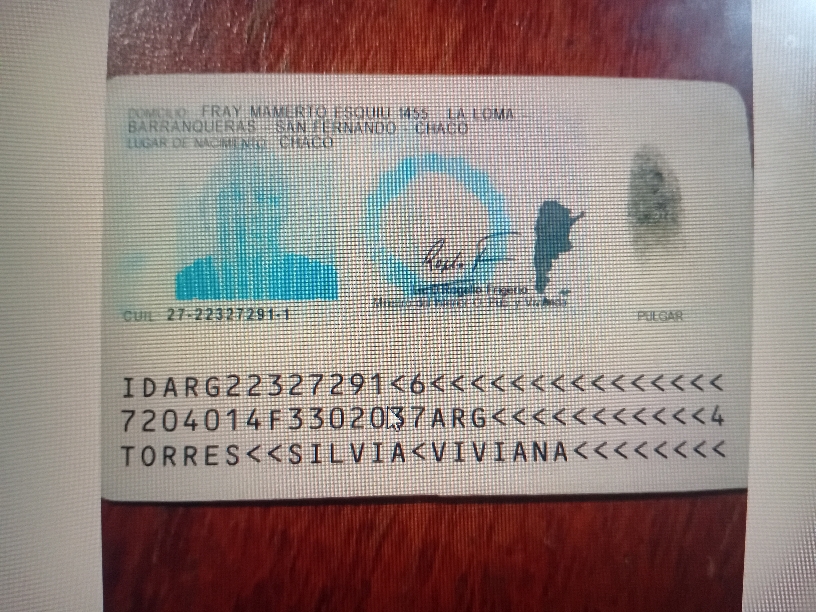 DOMICILIO: FRAY MAMERTO ESQUIU 1455 LA LOMA -
BARRANQUERAS - SAN FERNANDO - CHACO
LUGAR DE NACIMIENTO: CHACO
CUIL: 27-22327291-1
PULGAR
IDARG22327291<6<<<<<<<<<<<<<<<
7204014F3302037ARG<<<<<<<<<<<4
TORRES<<SILVIA<VIVIANA<<<<<<<<